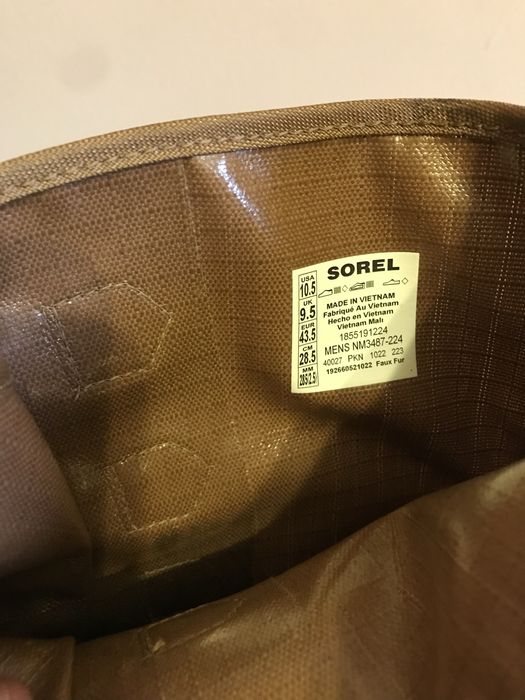 SOREL
USA
10.5
UK
9.5
EUR
43.5
CM
28.5
MM
285/2.5
MADE IN VIETNAM
Fabriqué Au Vietnam
Hecho en Vietnam
Vietnam Malı
1855191224
MENS NM3487-224
40027 PKN 1022 223
192660521022 Faux Fur